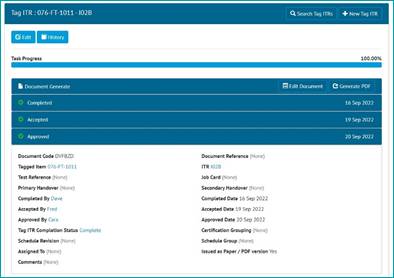 Tag ITR : 076-FT-1011 - J02B
Search Tag ITRs
New Tag ITR
Edit
History
Task Progress 100.00%
Document Generate
Edit Document
Generate PDF
Completed 16 Sep 2022
Accepted 19 Sep 2022
Approved 20 Sep 2022
Document Code DVFBZDI Document Reference (None)
Tagged Item 076-FT-1011 ITR J02B
Test Reference (None) Job Card (None)
Primary Handover (None) Secondary Handover (None)
Completed By Dave Completed Date 16 Sep 2022
Accepted By Fred Accepted Date 19 Sep 2022
Approved By Cara Approved Date 20 Sep 2022
Tag ITR Completion Status Complete Certification Grouping (None)
Schedule Revision (None) Schedule Group (None)
Assigned To (None) Issued as Paper / PDF version Yes
Comments (None)